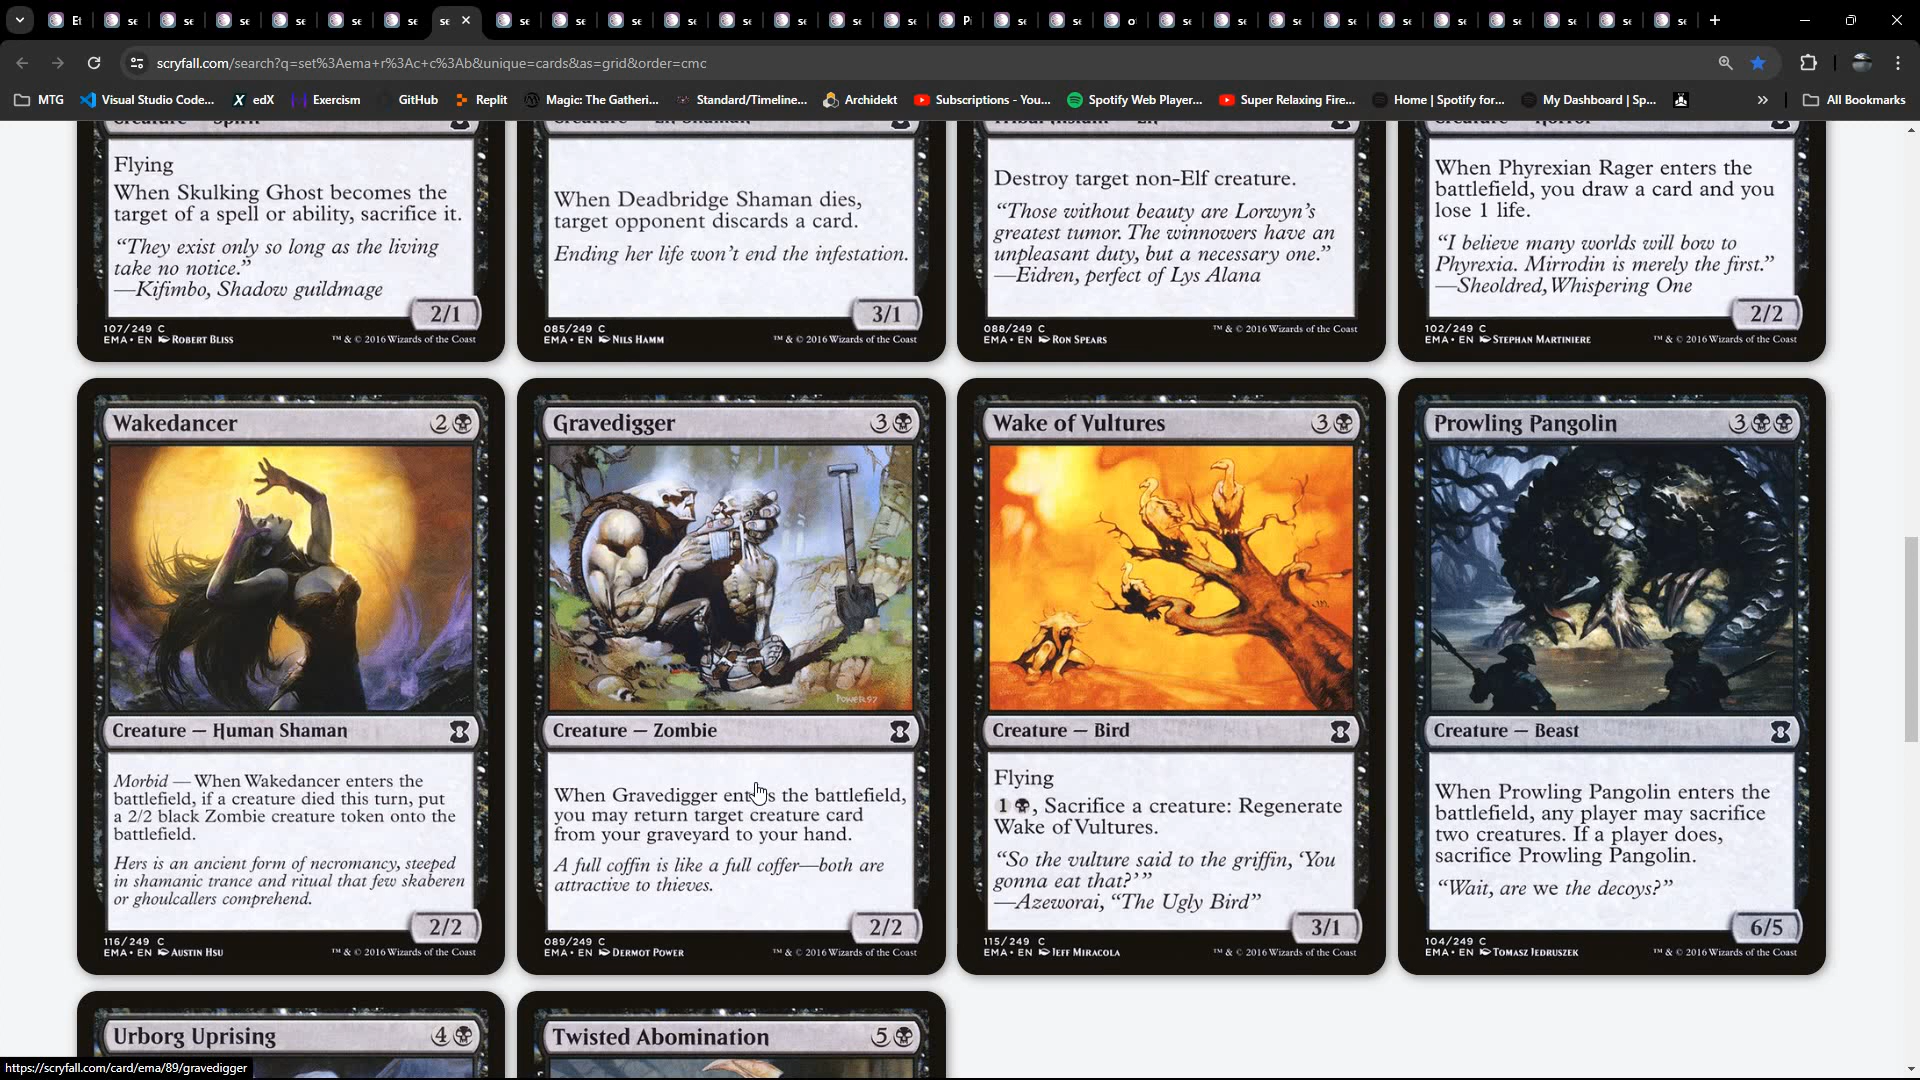 scryfall.com/search?q=set%3Aema+r%3Ac+c%3Ab&unique=cards&as=grid&order=cmc
MTG
Visual Studio Code...
edX
Exercism
GitHub
Replit
Magic: The Gatheri...
Standard/Timeline...
Archidekt
Subscriptions - You...
Spotify Web Player...
Super Relaxing Fire...
Home | Spotify for...
My Dashboard | Sp...
All Bookmarks
Flying
When Skulking Ghost becomes the
target of a spell or ability, sacrifice it.
“They exist only so long as the living
take no notice.”
—Kifimbo, Shadow guildmage
2/1
107/249 C
EMA • EN ROBERT BLISS
™ & © 2016 Wizards of the Coast
When Deadbridge Shaman dies,
target opponent discards a card.
Ending her life won’t end the infestation.
3/1
085/249 C
EMA • EN NILS HAMM
™ & © 2016 Wizards of the Coast
Destroy target non-Elf creature.
“Those without beauty are Lorwyn’s
greatest tumor. The winnowers have an
unpleasant duty, but a necessary one.”
—Eidren, perfect of Lys Alana
088/249 C
EMA • EN RON SPEARS
™ & © 2016 Wizards of the Coast
When Phyrexian Rager enters the
battlefield, you draw a card and you
lose 1 life.
“I believe many worlds will bow to
Phyrexia. Mirrodin is merely the first.”
—Sheoldred, Whispering One
2/2
102/249 C
EMA • EN STEPHAN MARTINIERE
™ & © 2016 Wizards of the Coast
Wakedancer 2
Creature — Human Shaman
Morbid — When Wakedancer enters the
battlefield, if a creature died this turn, put
a 2/2 black Zombie creature token onto the
battlefield.
Hers is an ancient form of necromancy, steeped
in shamanic trance and ritual that few skaberen
or ghoulcallers comprehend.
2/2
116/249 C
EMA • EN AUSTIN HSU
™ & © 2016 Wizards of the Coast
Gravedigger 3
POWER97
Creature — Zombie
When Gravedigger enters the battlefield,
you may return target creature card
from your graveyard to your hand.
A full coffin is like a full coffer—both are
attractive to thieves.
2/2
089/249 C
EMA • EN DERMOT POWER
™ & © 2016 Wizards of the Coast
Wake of Vultures 3
Creature — Bird
Flying
1, Sacrifice a creature: Regenerate
Wake of Vultures.
“So the vulture said to the griffin, ‘You
gonna eat that?’”
—Azeworai, “The Ugly Bird”
3/1
115/249 C
EMA • EN JEFF MIRACOLA
™ & © 2016 Wizards of the Coast
Prowling Pangolin 3
Creature — Beast
When Prowling Pangolin enters the
battlefield, any player may sacrifice
two creatures. If a player does,
sacrifice Prowling Pangolin.
“Wait, are we the decoys?”
6/5
104/249 C
EMA • EN TOMASZ JEDRUSZEK
™ & © 2016 Wizards of the Coast
Urborg Uprising 4
Twisted Abomination 5
https://scryfall.com/card/ema/89/gravedigger